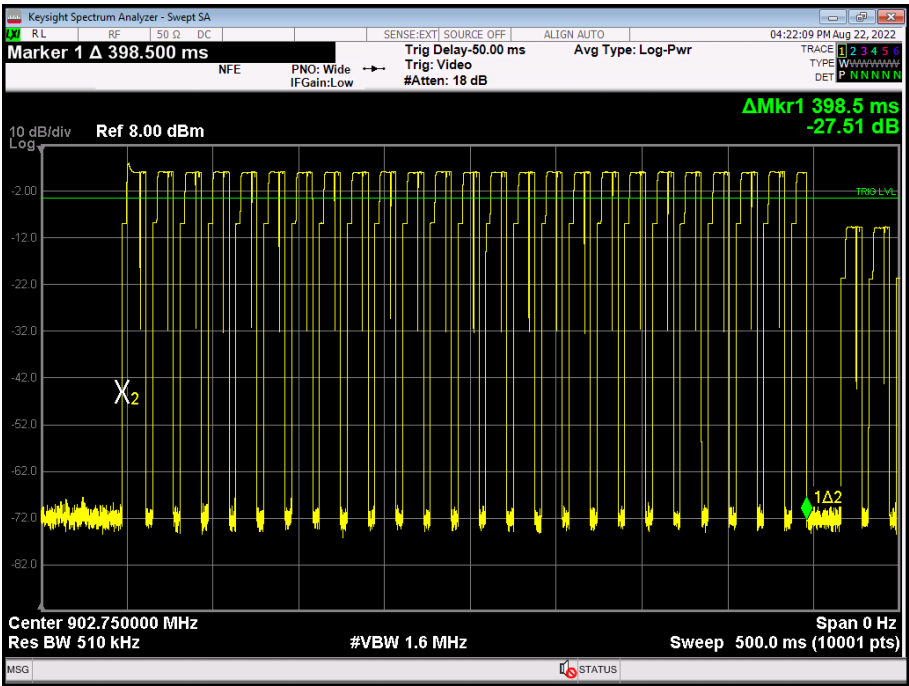 Keysight Spectrum Analyzer - Swept SA
LXI RL RF 50 Ω DC SENSE:EXT SOURCE OFF ALIGN AUTO 04:22:09 PM Aug 22, 2022
Marker 1 Δ 398.500 ms
NFE
PNO: Wide
IFGain:Low
Trig Delay-50.00 ms
Trig: Video
#Atten: 18 dB
Avg Type: Log-Pwr
TRACE 1 2 3 4 5 6
TYPE W
DET P N N N N N
ΔMkr1 398.5 ms
-27.51 dB
10 dB/div Ref 8.00 dBm
Log
-2.00
TRIG LVL
-12.0
-22.0
-32.0
-42.0
X2
-52.0
-62.0
1Δ2
-72.0
-82.0
Center 902.750000 MHz Span 0 Hz
Res BW 510 kHz #VBW 1.6 MHz Sweep 500.0 ms (10001 pts)
MSG STATUS